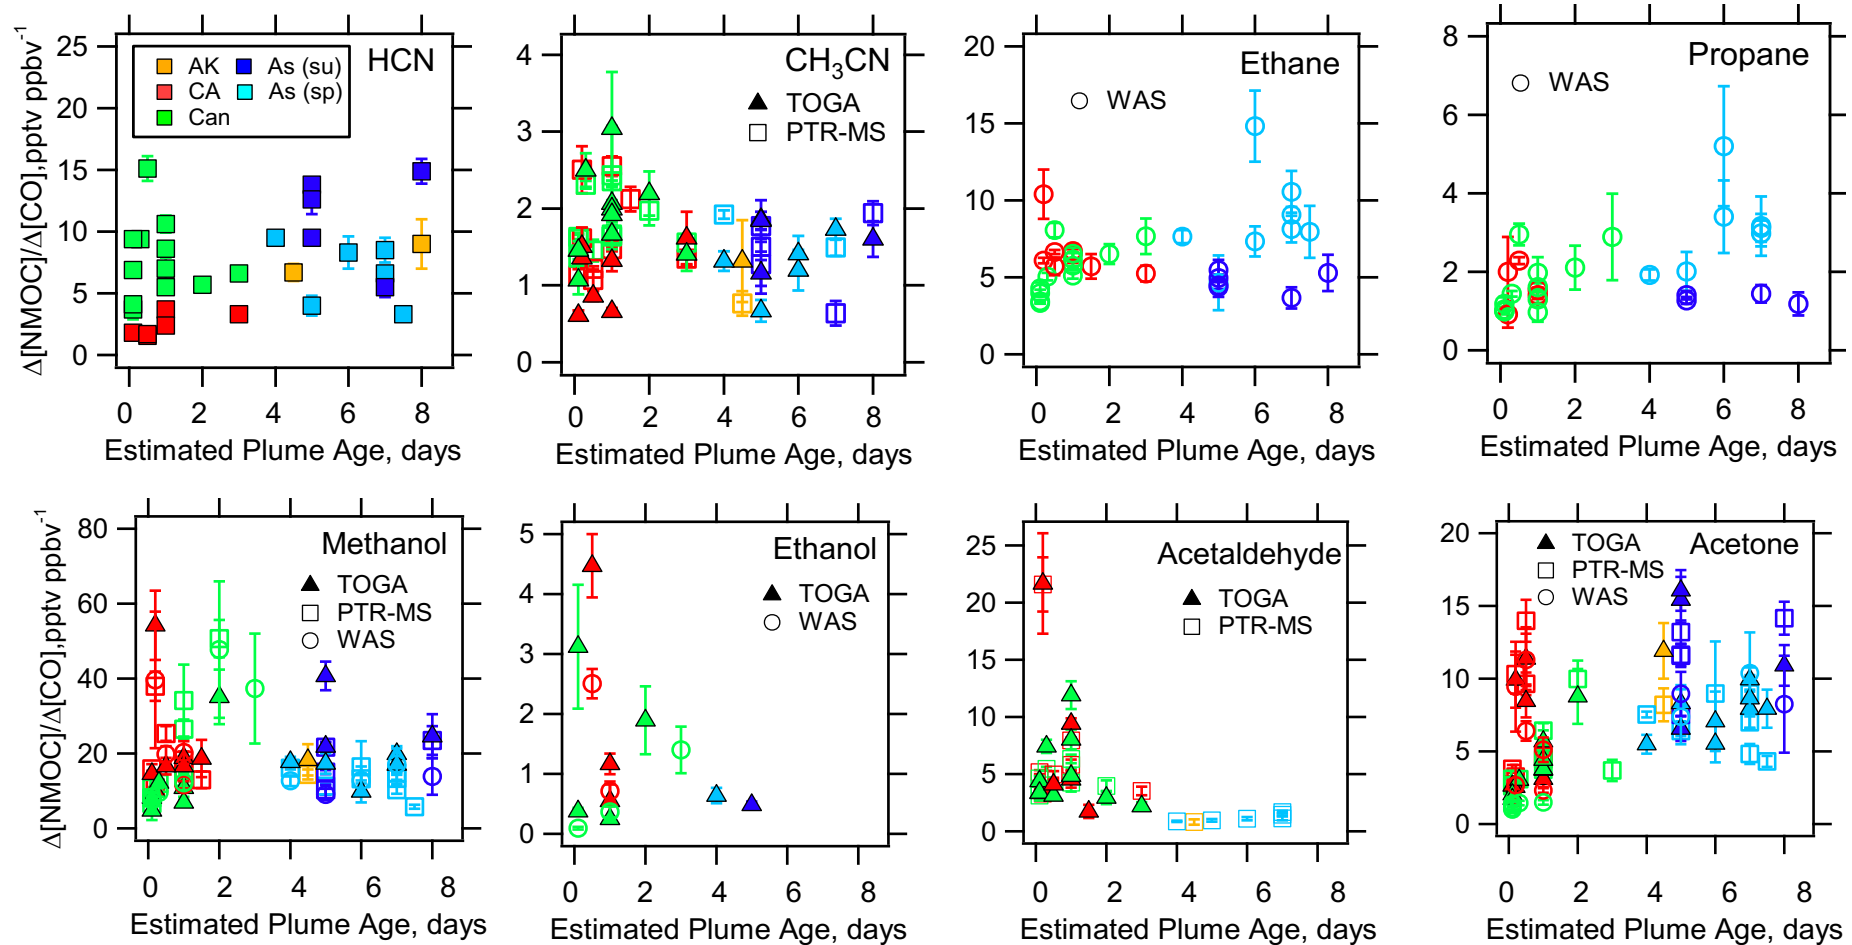 Δ[NMOC]/Δ[CO],pptv ppbv⁻¹
25
20
15
10
5
0
AK
As (su)
CA
As (sp)
Can
HCN
0 2 4 6 8
Estimated Plume Age, days
4
3
2
1
0
CH₃CN
TOGA
PTR-MS
0 2 4 6 8
Estimated Plume Age, days
20
15
10
5
0
Ethane
WAS
0 2 4 6 8
Estimated Plume Age, days
8
6
4
2
0
Propane
WAS
0 2 4 6 8
Estimated Plume Age, days
Δ[NMOC]/Δ[CO],pptv ppbv⁻¹
80
60
40
20
0
Methanol
TOGA
PTR-MS
WAS
0 2 4 6 8
Estimated Plume Age, days
5
4
3
2
1
0
Ethanol
TOGA
WAS
0 2 4 6 8
Estimated Plume Age, days
25
20
15
10
5
0
Acetaldehyde
TOGA
PTR-MS
0 2 4 6 8
Estimated Plume Age, days
20
15
10
5
0
TOGA
Acetone
PTR-MS
WAS
0 2 4 6 8
Estimated Plume Age, days